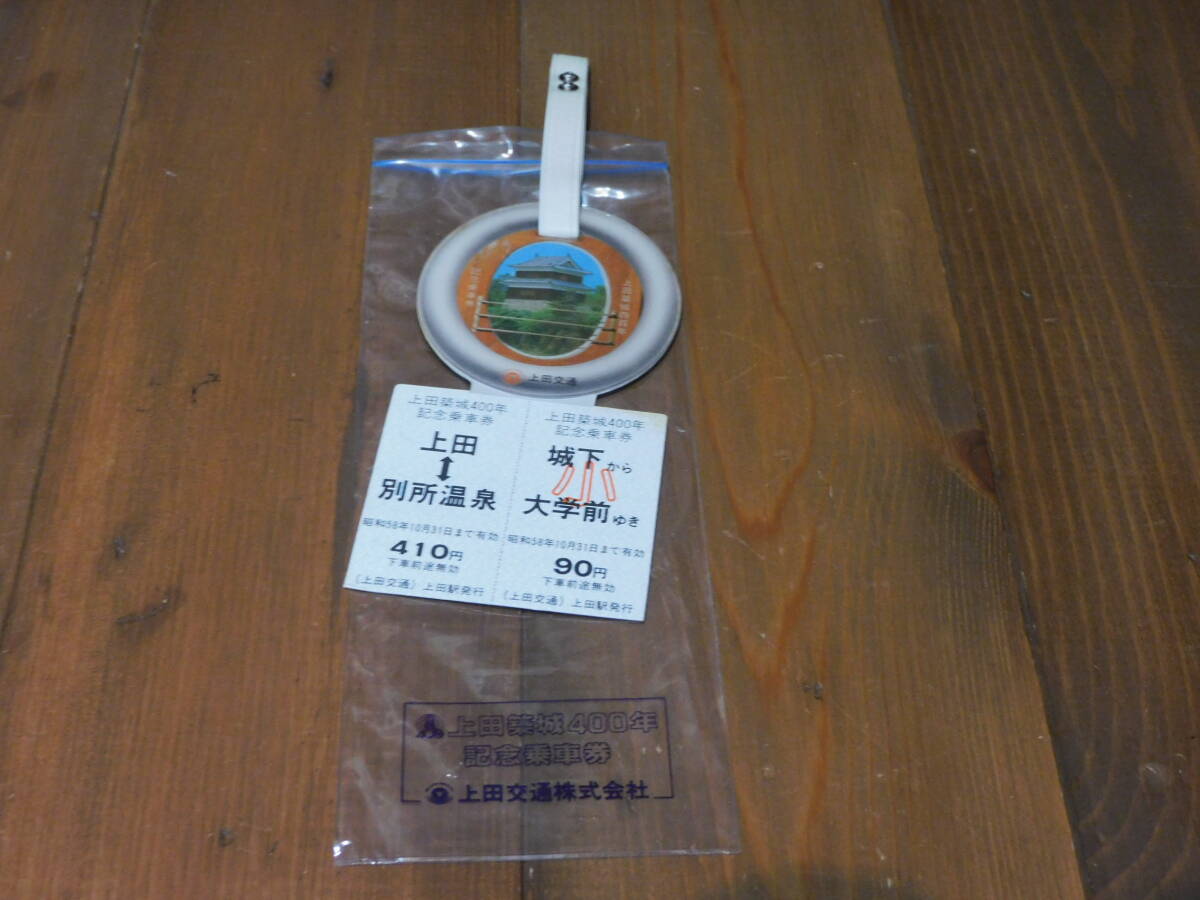 上田交通
上田築城400年
記念乗車券
上田
↕
別所温泉
昭和58年10月31日まで有効
410円
下車前途無効
《上田交通》上田駅発行
上田築城400年
記念乗車券
城下から
小
大学前ゆき
昭和58年10月31日まで有効
90円
下車前途無効
《上田交通》上田駅発行
上田築城400年
記念乗車券
上田交通株式会社